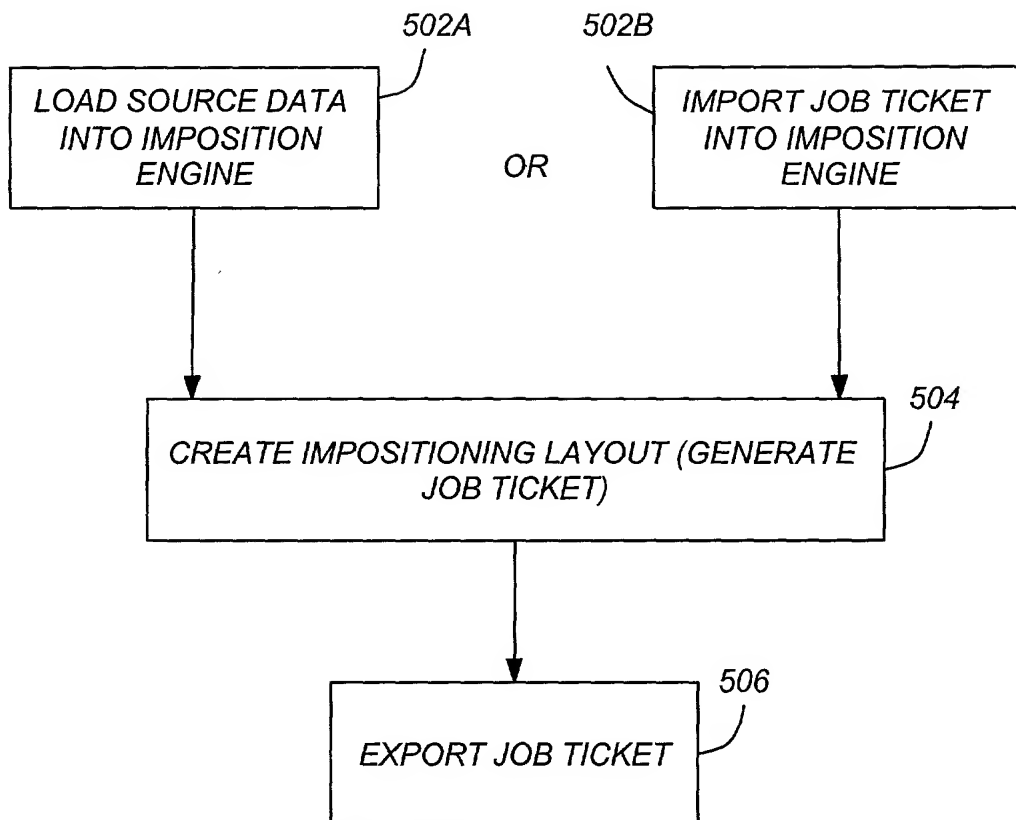 502A
502B
LOAD SOURCE DATA
INTO IMPOSITION
ENGINE
OR
IMPORT JOB TICKET
INTO IMPOSITION
ENGINE
504
CREATE IMPOSITIONING LAYOUT (GENERATE
JOB TICKET)
506
EXPORT JOB TICKET